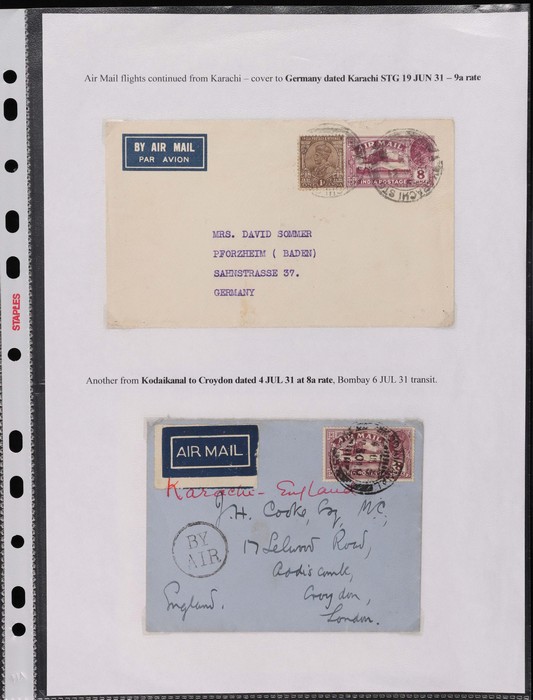 Air Mail flights continued from Karachi – cover to Germany dated Karachi STG 19 JUN 31 – 9a rate
BY AIR MAIL
PAR AVION
AIR MAIL
8
INDIA POSTAGE
KARACHI
MRS. DAVID SOMMER
PFORZHEIM ( BADEN)
SAHNSTRASSE 37.
GERMANY
STAPLES
Another from Kodaikanal to Croydon dated 4 JUL 31 at 8a rate, Bombay 6 JUL 31 transit.
AIR MAIL
AIR MAIL
Karachi - England
J.H. Cooke, Esq, M.C,
BY
AIR
17 Road,
Addiscombe,
England.
Croydon,
London.